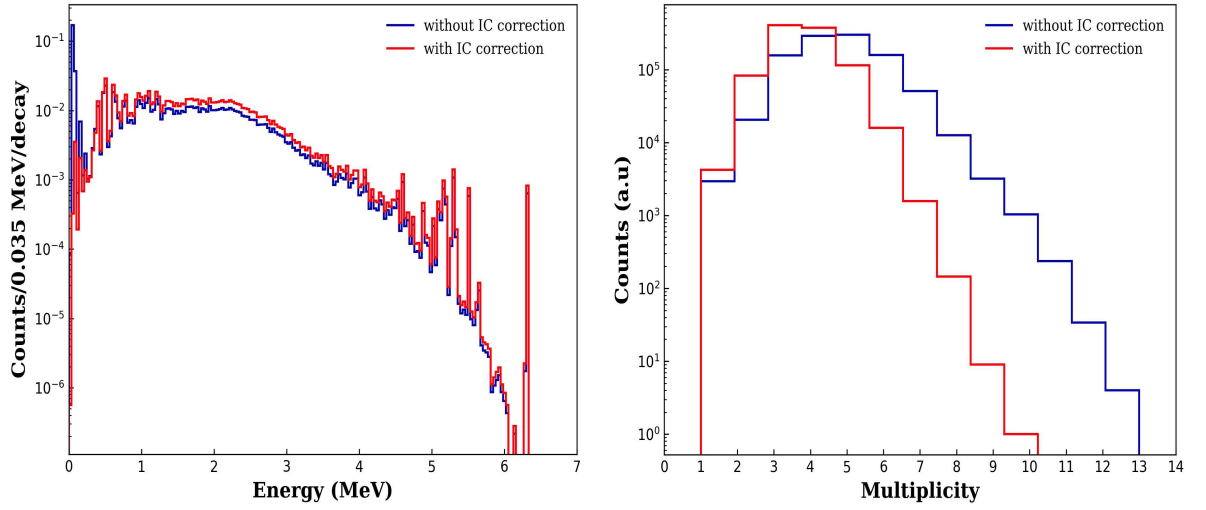 without IC correction
with IC correction
10⁻¹
10⁻²
10⁻³
10⁻⁴
10⁻⁵
10⁻⁶
Counts/0.035 MeV/decay
0 1 2 3 4 5 6 7
Energy (MeV)
without IC correction
with IC correction
10⁵
10⁴
10³
10²
10¹
10⁰
Counts (a.u)
0 1 2 3 4 5 6 7 8 9 10 11 12 13 14
Multiplicity